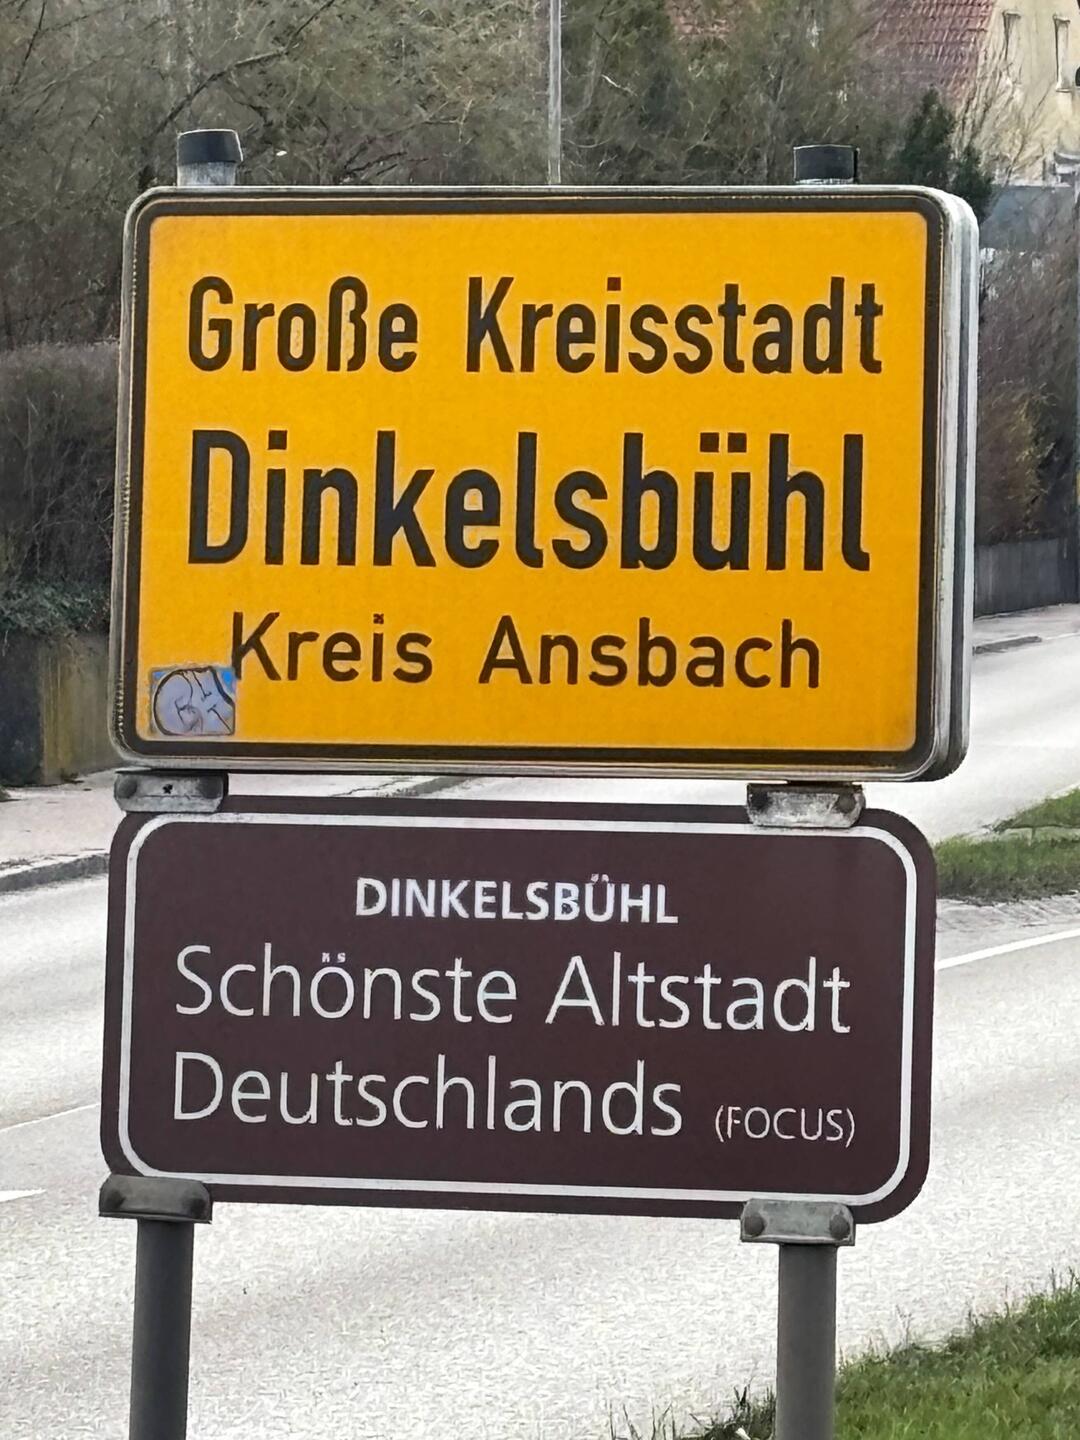 Große Kreisstadt
Dinkelsbühl
Kreis Ansbach
DINKELSBÜHL
Schönste Altstadt
Deutschlands (FOCUS)